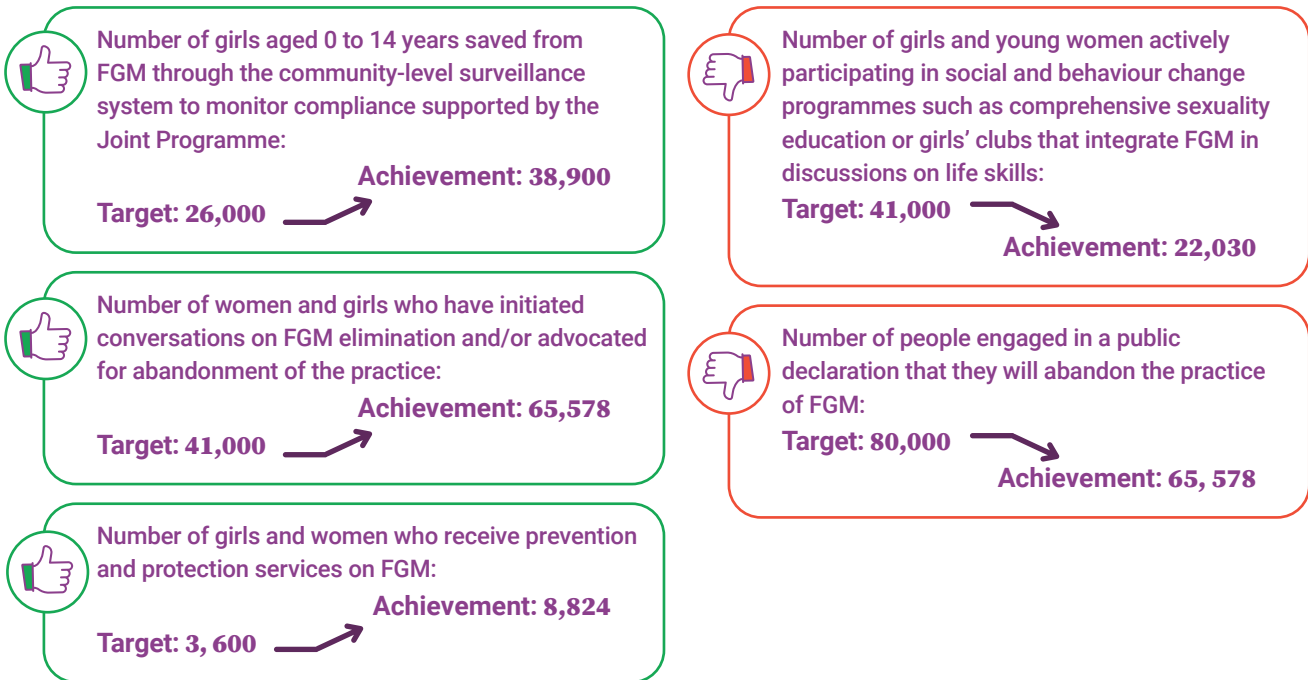 Number of girls aged 0 to 14 years saved from
FGM through the community-level surveillance
system to monitor compliance supported by the
Joint Programme:
Achievement: 38,900
Target: 26,000
Number of women and girls who have initiated
conversations on FGM elimination and/or advocated
for abandonment of the practice:
Achievement: 65,578
Target: 41,000
Number of girls and women who receive prevention
and protection services on FGM:
Achievement: 8,824
Target: 3, 600
Number of girls and young women actively
participating in social and behaviour change
programmes such as comprehensive sexuality
education or girls’ clubs that integrate FGM in
discussions on life skills:
Target: 41,000
Achievement: 22,030
Number of people engaged in a public
declaration that they will abandon the practice
of FGM:
Target: 80,000
Achievement: 65, 578